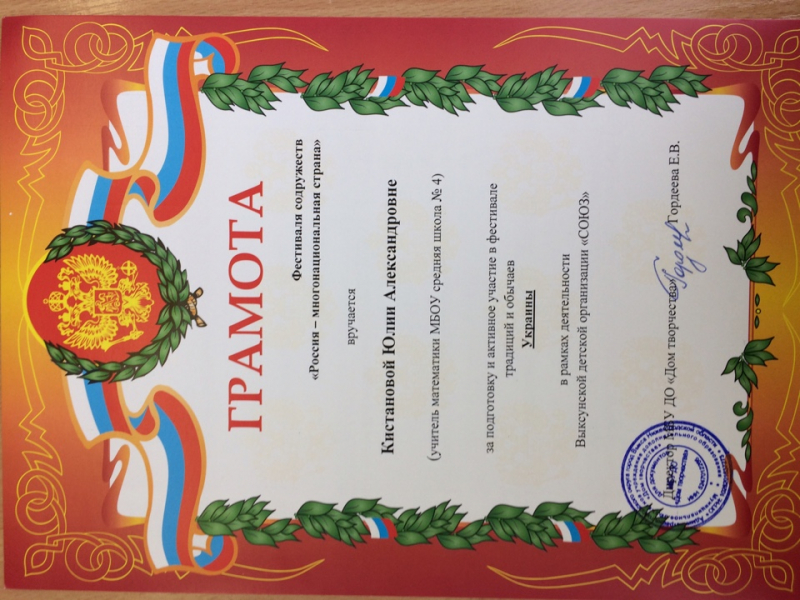 ГРАМОТА
Фестиваля содружеств
«Россия – многонациональная страна»
вручается
Кистановой Юлии Александровне
(учитель математики МБОУ средняя школа № 4)
за подготовку и активное участие в фестивале
традиций и обычаев
Украины
в рамках деятельности
Выксунской детской организации «СОЮЗ»
Директор ДО «Дом творчества» Гордеева Е.В.